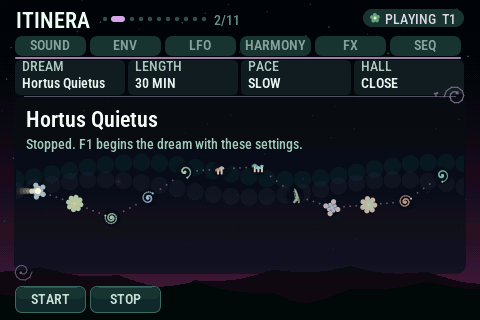 ITINERA 2/11 PLAYING T1
SOUND ENV LFO HARMONY FX SEQ
DREAM LENGTH PACE HALL
Hortus Quietus 30 MIN SLOW CLOSE
Hortus Quietus
Stopped. F1 begins the dream with these settings.
START STOP